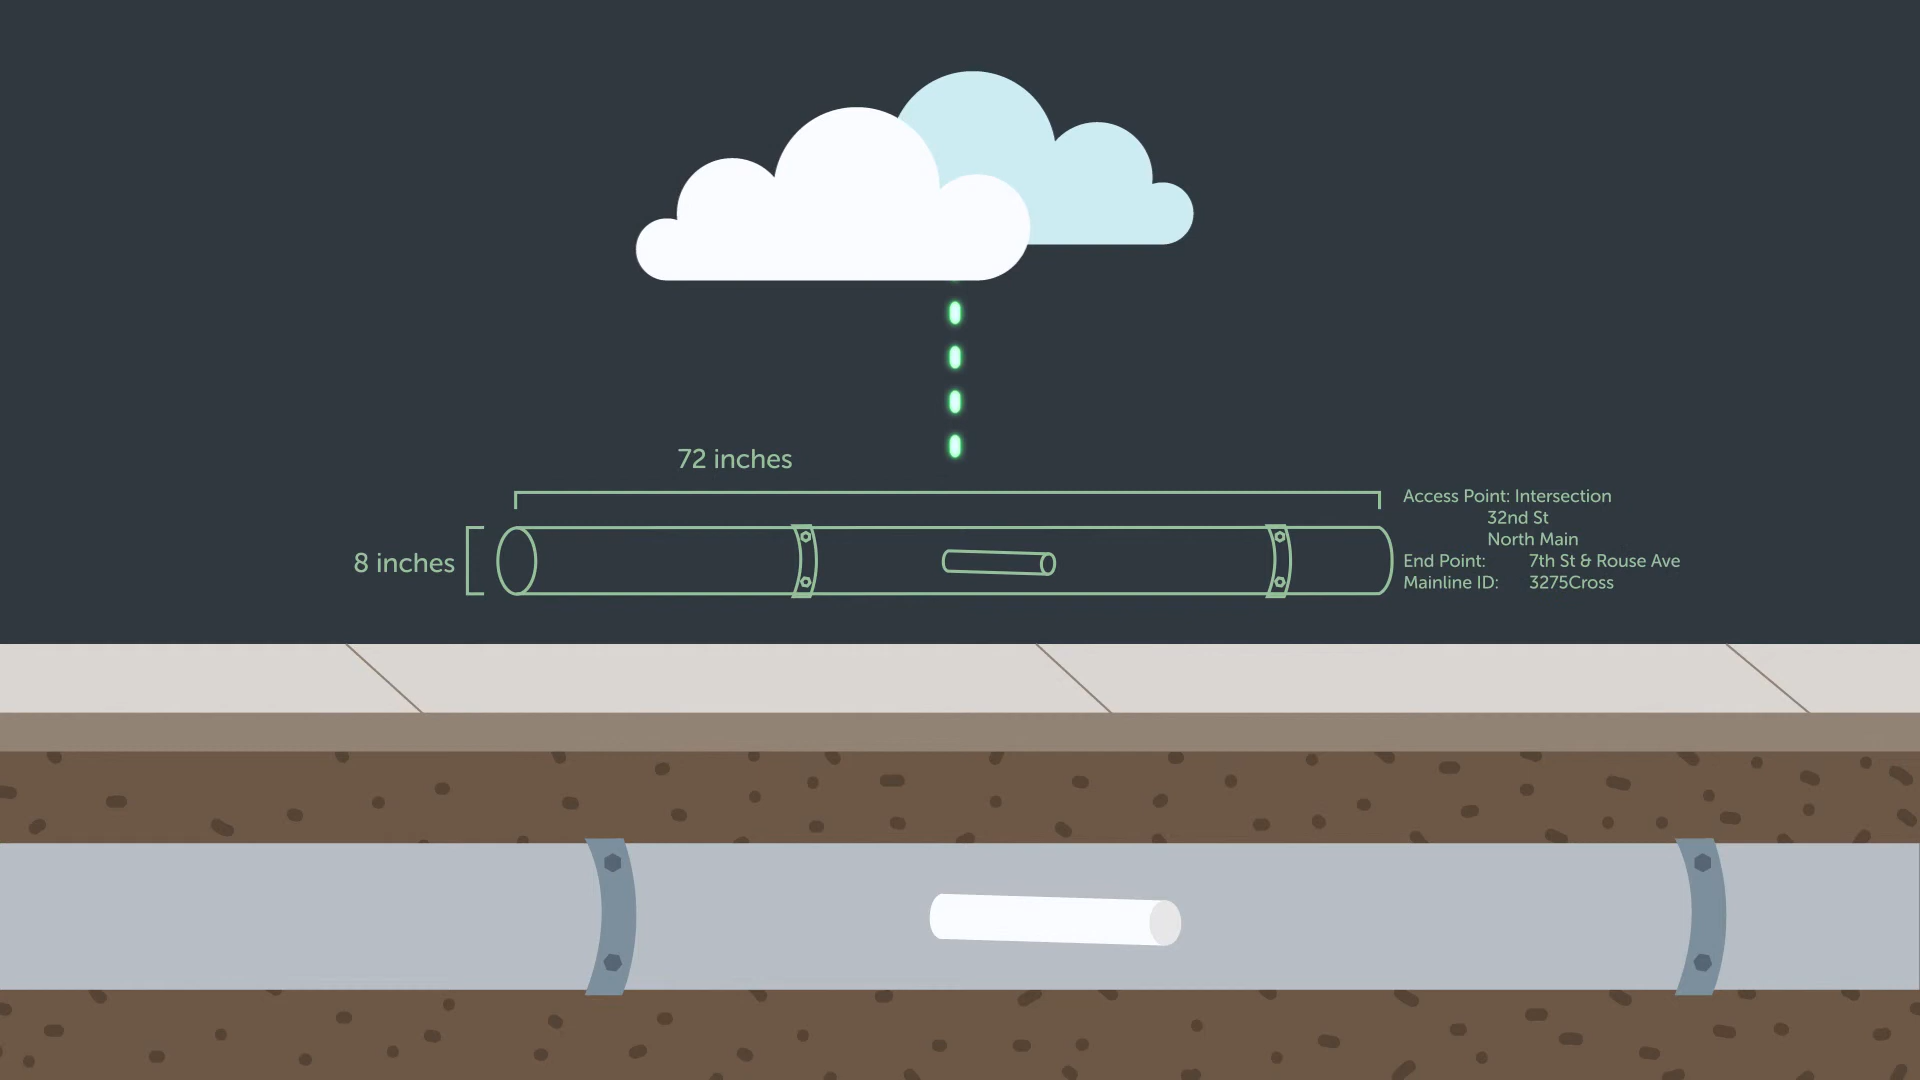 72 inches
8 inches
Access Point: Intersection
32nd St
North Main
End Point: 7th St & Rouse Ave
Mainline ID: 3275Cross